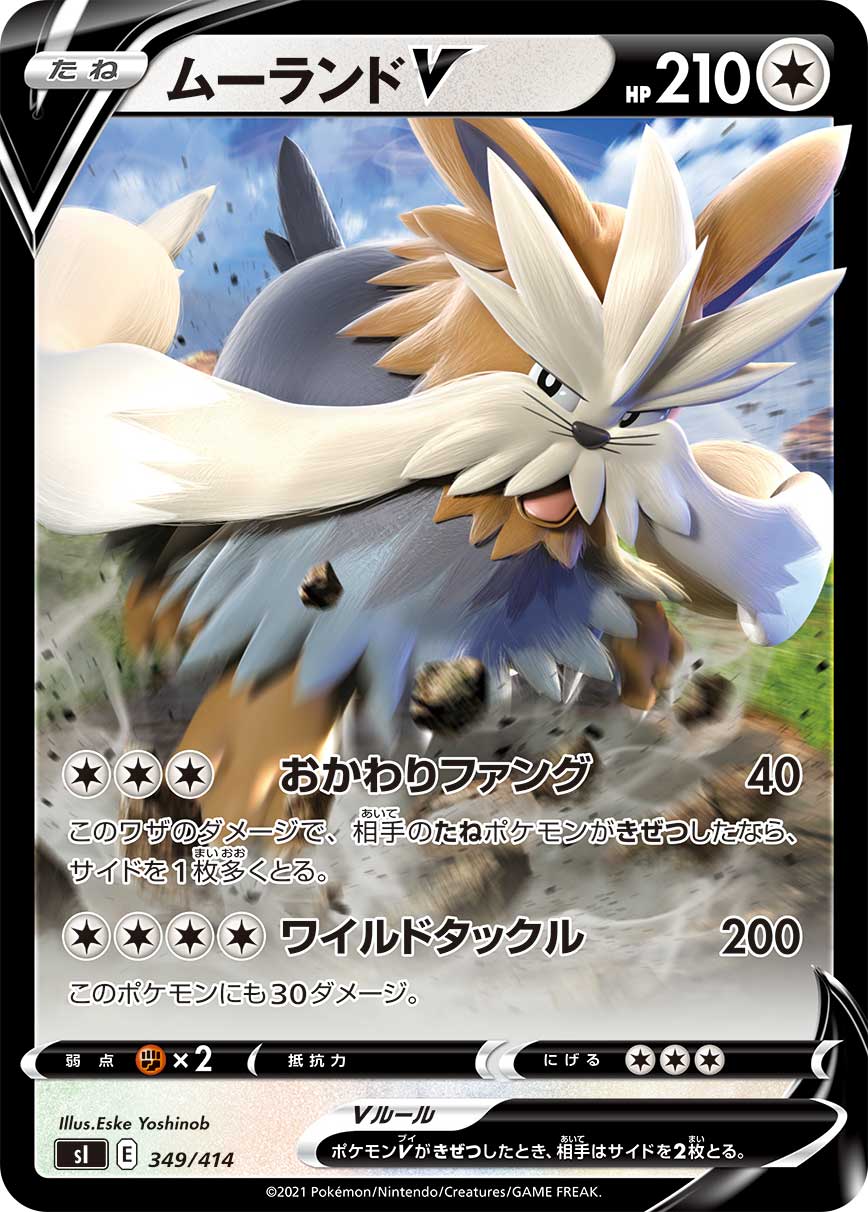 たね ムーランドV HP210
おかわりファング 40
このワザのダメージで、相手のたねポケモンがきぜつしたなら、
サイドを1枚多くとる。
ワイルドタックル 200
このポケモンにも30ダメージ。
弱点 ×2 抵抗力 にげる
Illus.Eske Yoshinob
Vルール
ポケモンVがきぜつしたとき、相手はサイドを2枚とる。
sI E 349/414
©2021 Pokémon/Nintendo/Creatures/GAME FREAK.